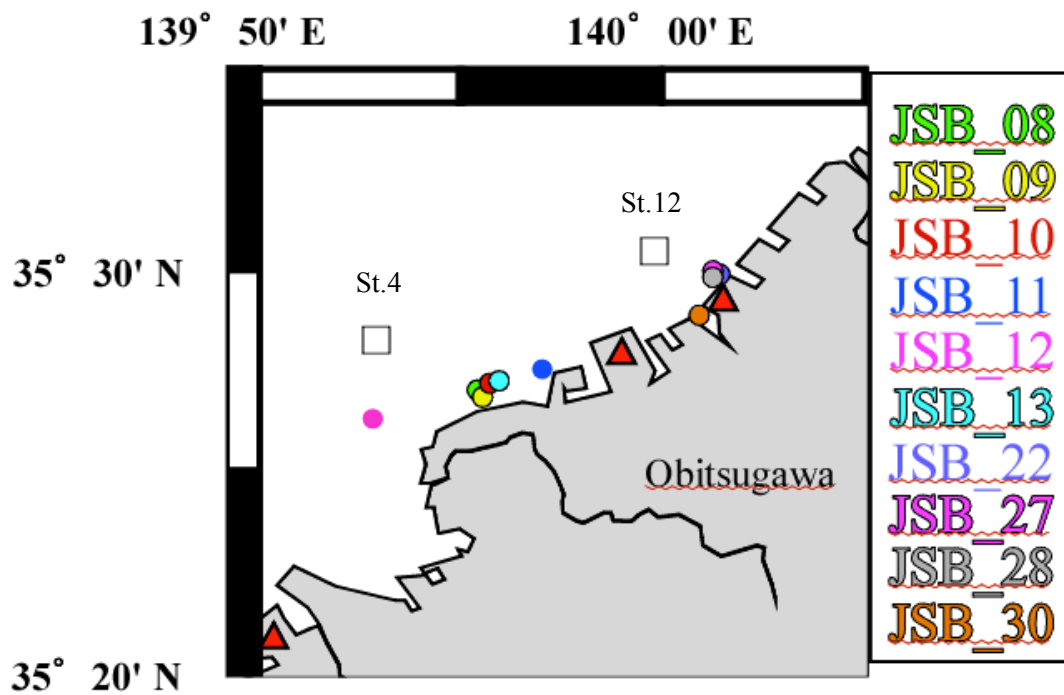 139° 50' E
140° 00' E
35° 30' N
35° 20' N
St.12
St.4
Obitsugawa
JSB_08
JSB_09
JSB_10
JSB_11
JSB_12
JSB_13
JSB_22
JSB_27
JSB_28
JSB_30